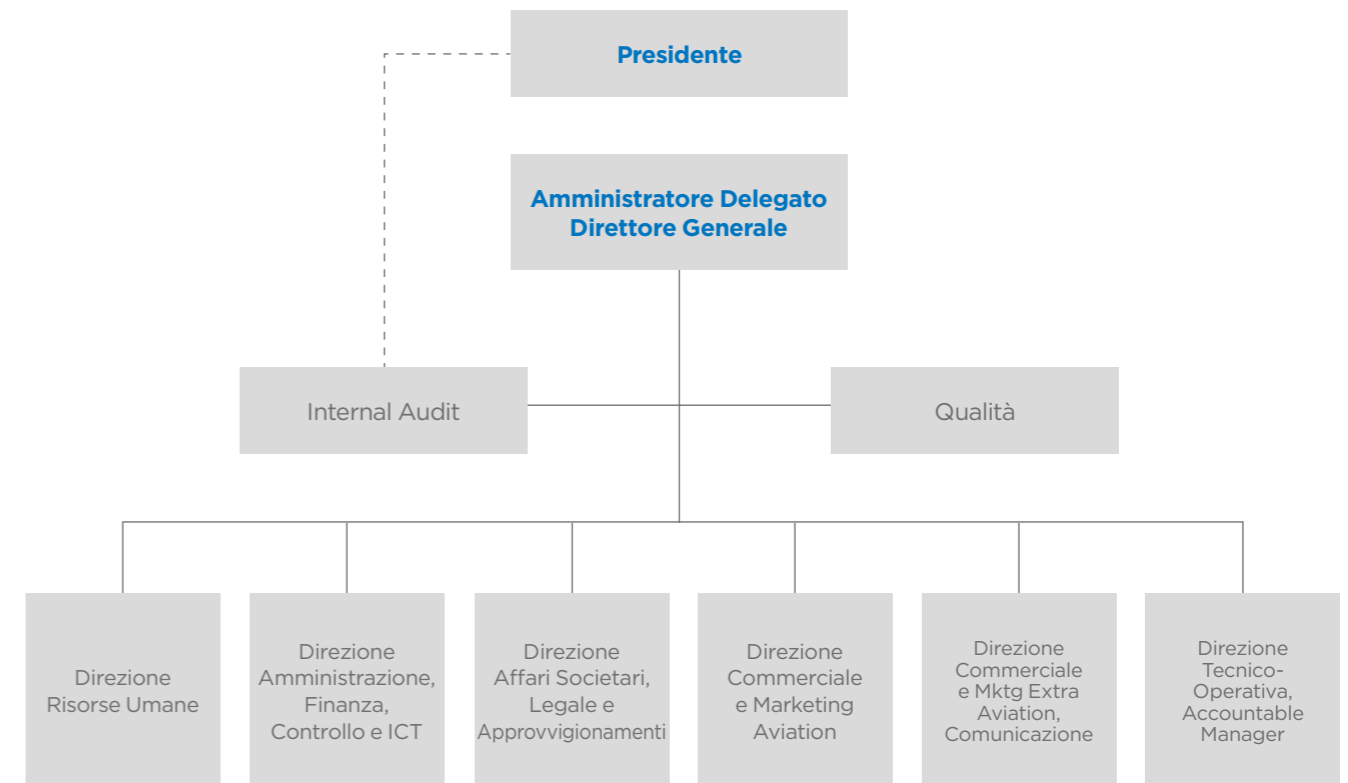 Presidente
Amministratore Delegato
Direttore Generale
Internal Audit
Qualità
Direzione
Risorse Umane
Direzione
Amministrazione,
Finanza,
Controllo e ICT
Direzione
Affari Societari,
Legale e
Approvvigionamenti
Direzione
Commerciale
e Marketing
Aviation
Direzione
Commerciale
e Mktg Extra
Aviation,
Comunicazione
Direzione
Tecnico-
Operativa,
Accountable
Manager